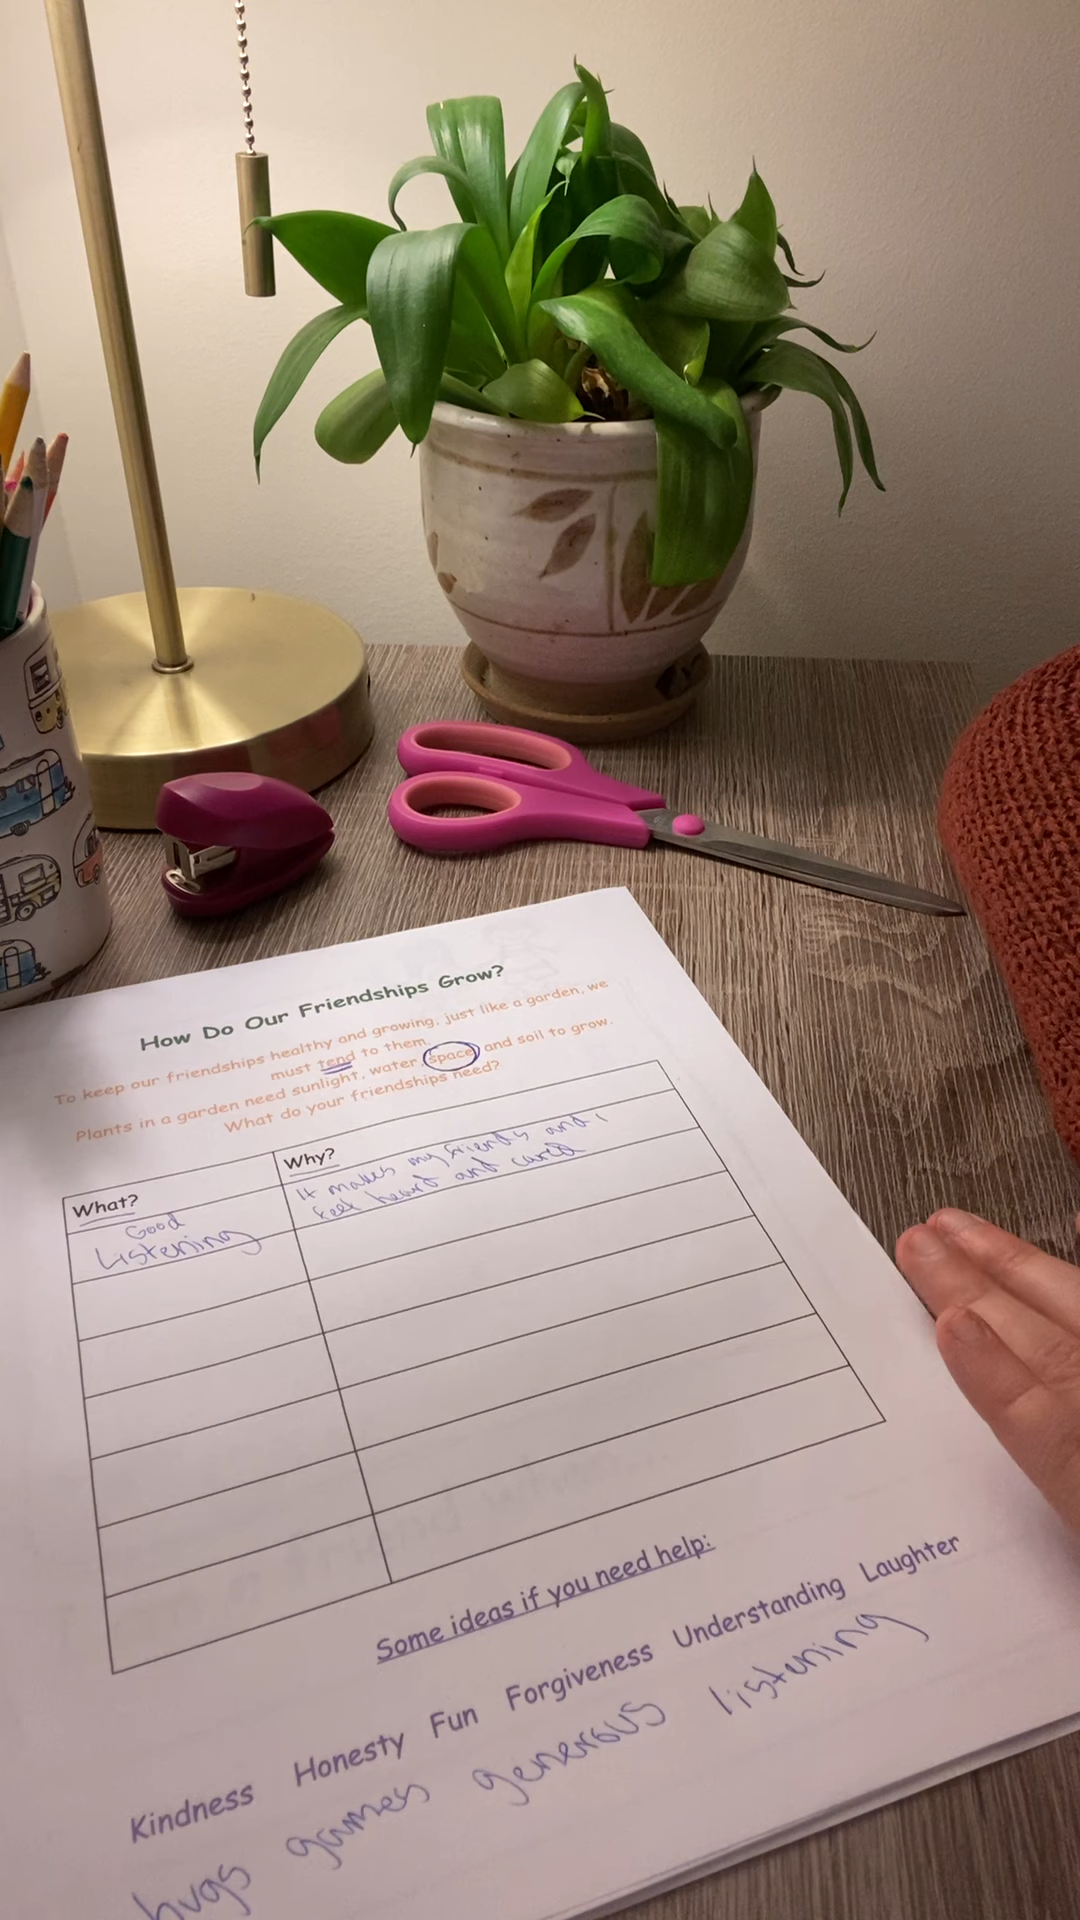 How Do Our Friendships Grow?
To keep our friendships healthy and growing, just like a garden, we
must tend to them.
Plants in a garden need sunlight, water, space and soil to grow.
What do your friendships need?
What?
Why?
Good
Listening
It makes my friends and i
feel heard and cared
Some ideas if you need help:
Kindness Honesty Fun Forgiveness Understanding Laughter
hugs games generous listening